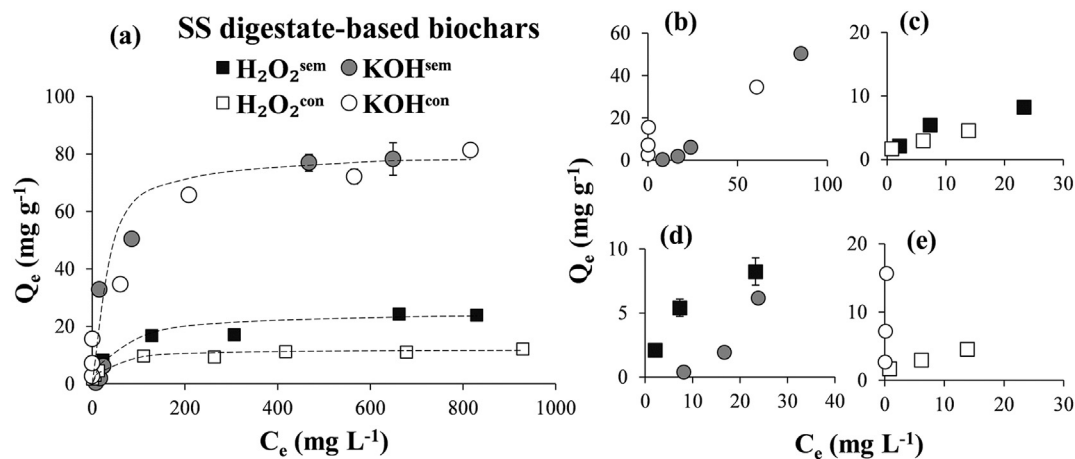 (a) SS digestate-based biochars
■ H₂O₂ˢᵉᵐ ● KOHˢᵉᵐ
□ H₂O₂ᶜᵒⁿ ○ KOHᶜᵒⁿ
Qₑ (mg g⁻¹)
100
80
60
40
20
0
0 200 400 600 800 1000
Cₑ (mg L⁻¹)
(b)
60
40
20
0
0 50 100
(c)
20
10
0
0 10 20 30
Qₑ (mg g⁻¹)
(d)
10
5
0
0 10 20 30 40
(e)
20
10
0
0 10 20 30
Cₑ (mg L⁻¹)